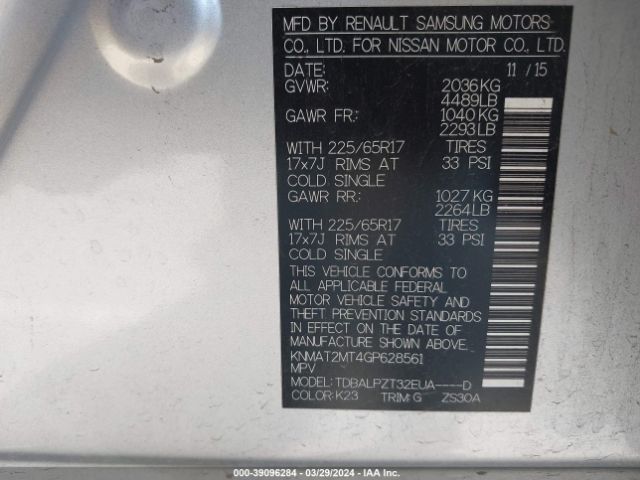 MFD BY RENAULT SAMSUNG MOTORS
CO., LTD. FOR NISSAN MOTOR CO., LTD.
DATE: 11 / 15
GVWR: 2036 KG
4489LB
GAWR FR.: 1040 KG
2293 LB
WITH 225/65R17 TIRES
17x7J RIMS AT 33 PSI
COLD SINGLE
GAWR RR.: 1027 KG
2264LB
WITH 225/65R17 TIRES
17x7J RIMS AT 33 PSI
COLD SINGLE
THIS VEHICLE CONFORMS TO
ALL APPLICABLE FEDERAL
MOTOR VEHICLE SAFETY AND
THEFT PREVENTION STANDARDS
IN EFFECT ON THE DATE OF
MANUFACTURE SHOWN ABOVE.
KNMAT2MT4GP628561
MPV
MODEL: TDBALPZT32EUA----D
COLOR: K23 TRIM: G ZS30A
000-39096284 | 03/29/2024 | IAA Inc.